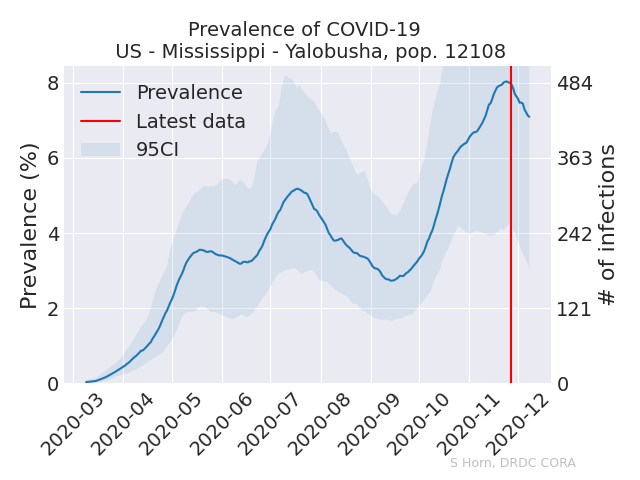 Prevalence of COVID-19
US - Mississippi - Yalobusha, pop. 12108
Prevalence
Latest data
95CI
Prevalence (%)
8
6
4
2
0
484
363
242
121
0
# of infections
2020-03
2020-04
2020-05
2020-06
2020-07
2020-08
2020-09
2020-10
2020-11
2020-12
S Horn, DRDC CORA